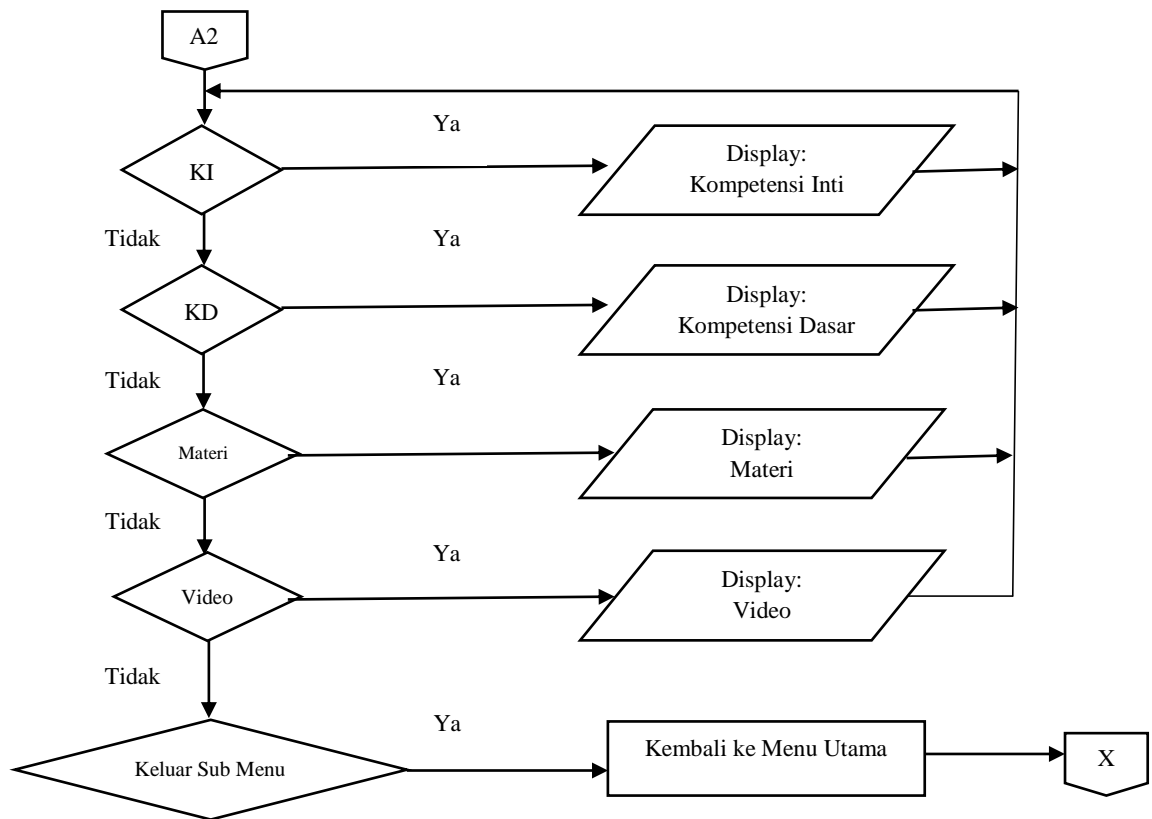 A2
Ya
KI
Display:
Kompetensi Inti
Tidak
Ya
KD
Display:
Kompetensi Dasar
Tidak
Ya
Materi
Display:
Materi
Tidak
Ya
Video
Display:
Video
Tidak
Ya
Keluar Sub Menu
Kembali ke Menu Utama
X